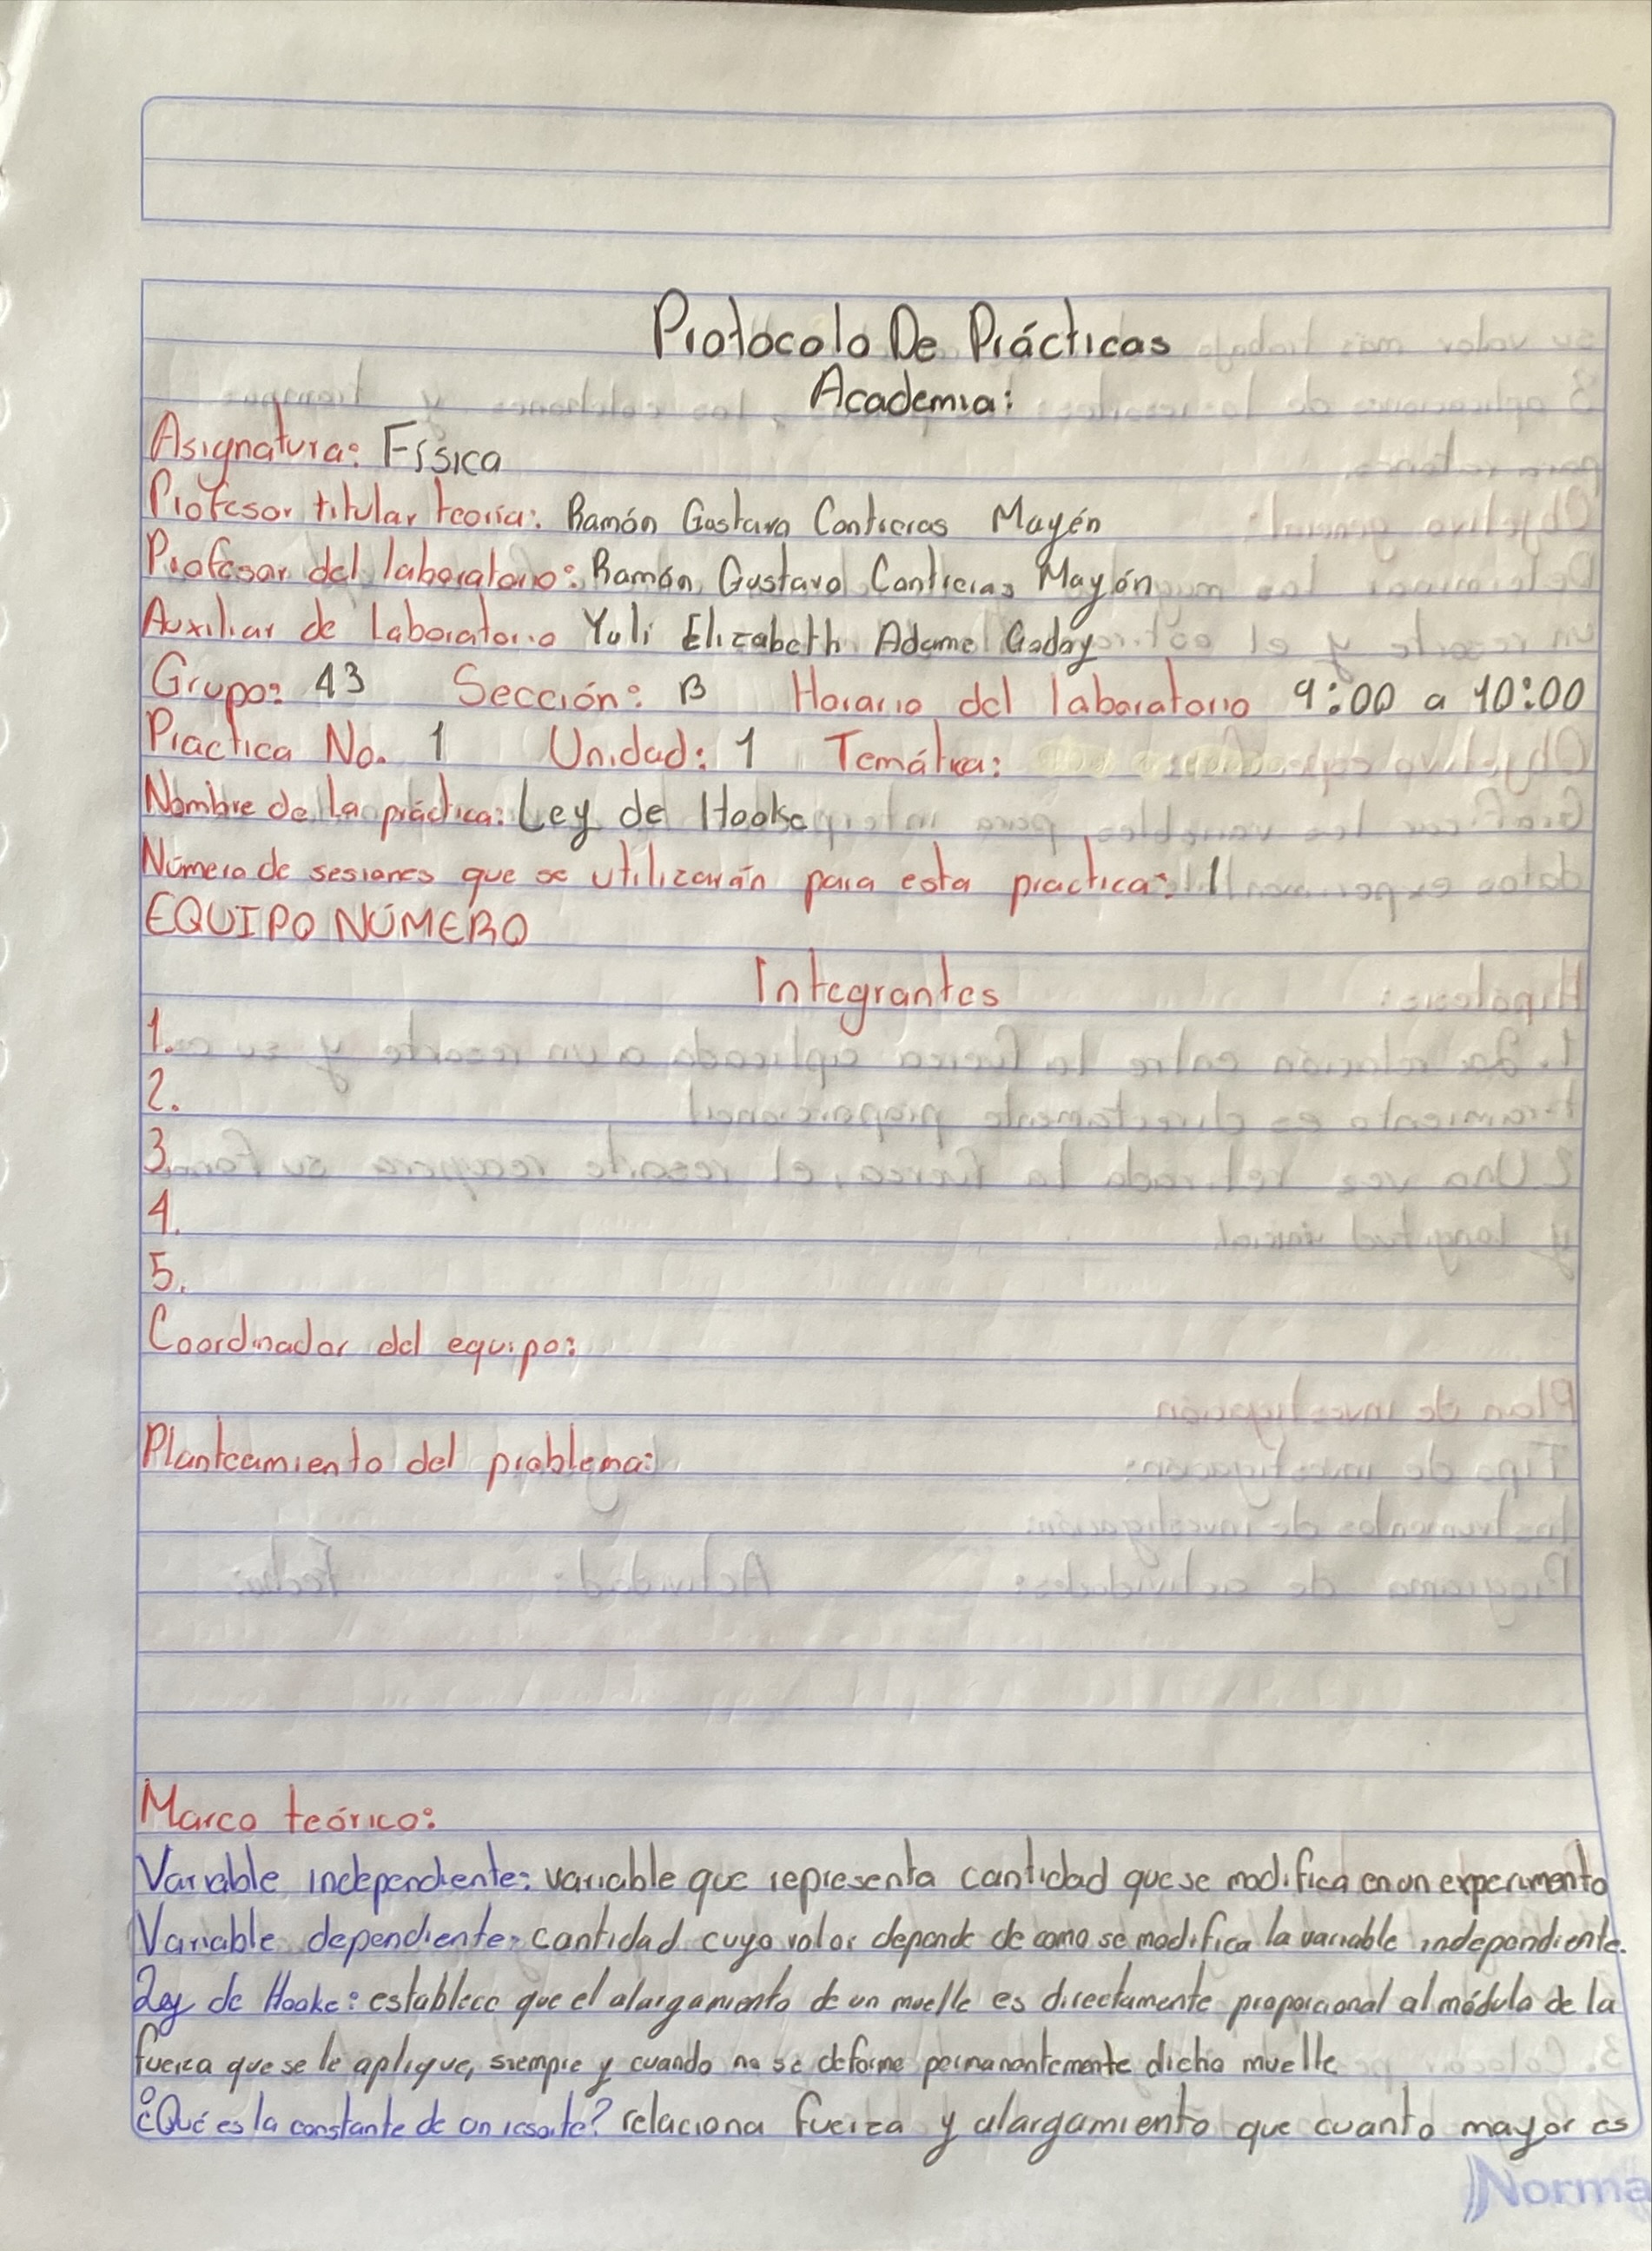 Protocolo De Prácticas
Academia:
Asignatura: Física
Profesor titular teoría: Ramón Gustavo Contreras Mayén
Profesor del laboratorio: Ramón Gustavo Contreras Mayén
Auxiliar de Laboratorio Yuli Elizabeth Adame Godoy
Grupo: 43 Sección: B Horario del laboratorio 9:00 a 10:00
Practica No. 1 Unidad: 1 Temática:
Nombre de la práctica: Ley de Hooke
Número de sesiones que se utilizarán para esta practica: 1
EQUIPO NÚMERO
Integrantes
1.
2.
3.
4.
5.
Coordinador del equipo:
Planteamiento del problema:
Marco teórico:
Variable independiente: variable que representa cantidad que se modifica en un experimento
Variable dependiente: cantidad cuyo valor depende de como se modifica la variable independiente.
Ley de Hooke: establece que el alargamiento de un muelle es directamente proporcional al módulo de la
fuerza que se le aplique, siempre y cuando no se deforme permanentemente dicho muelle
¿Qué es la constante de un resorte? relaciona fuerza y alargamiento que cuanto mayor es
Norma